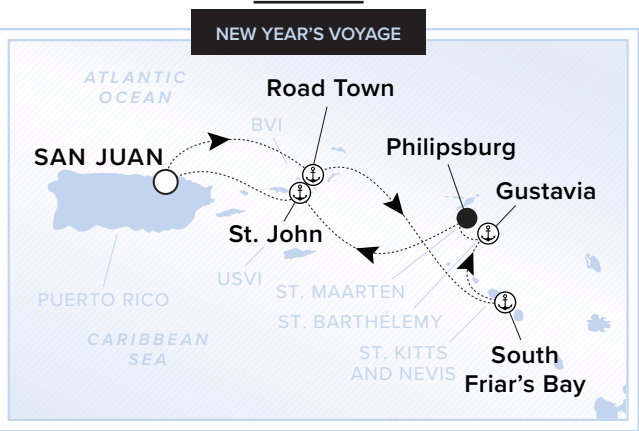 NEW YEAR'S VOYAGE
ATLANTIC
OCEAN
Road Town
BVI
Philipsburg
SAN JUAN
Gustavia
St. John
USVI
ST. MAARTEN
PUERTO RICO
ST. BARTHÉLEMY
CARIBBEAN
SEA
ST. KITTS
AND NEVIS
South
Friar's Bay